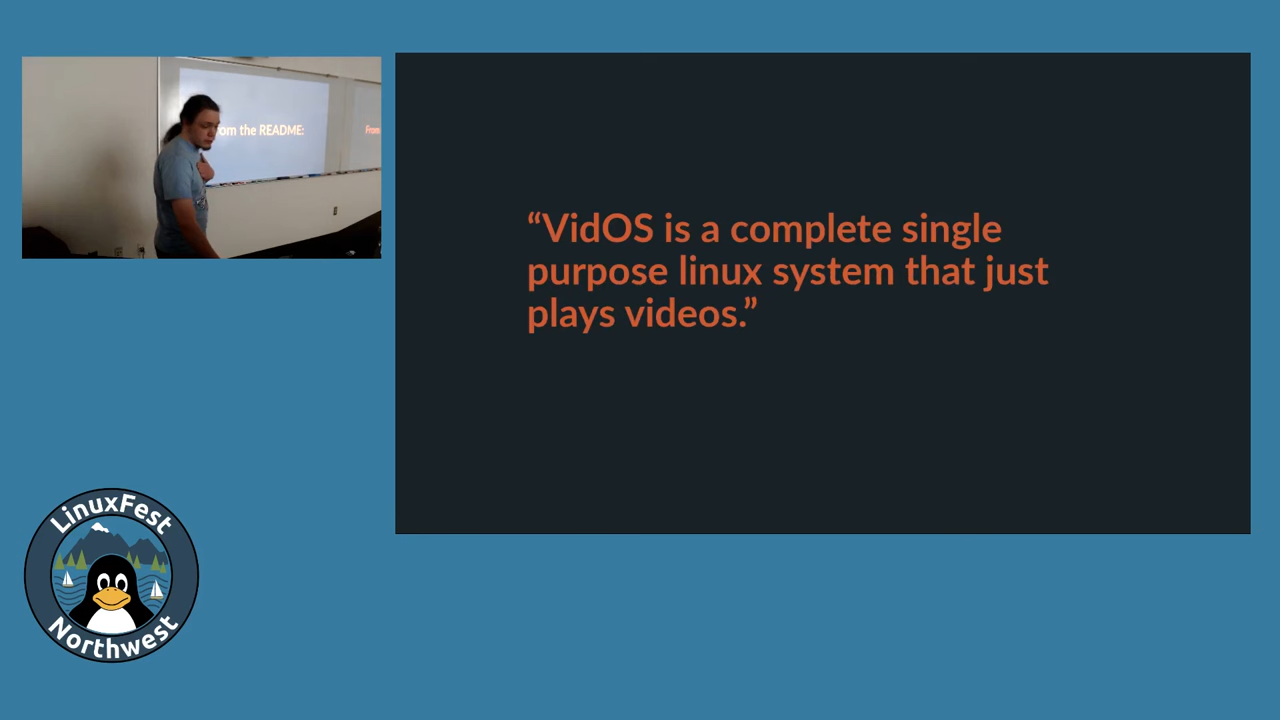 om the README:
From
“VidOS is a complete single
purpose linux system that just
plays videos.”
LinuxFest
Northwest